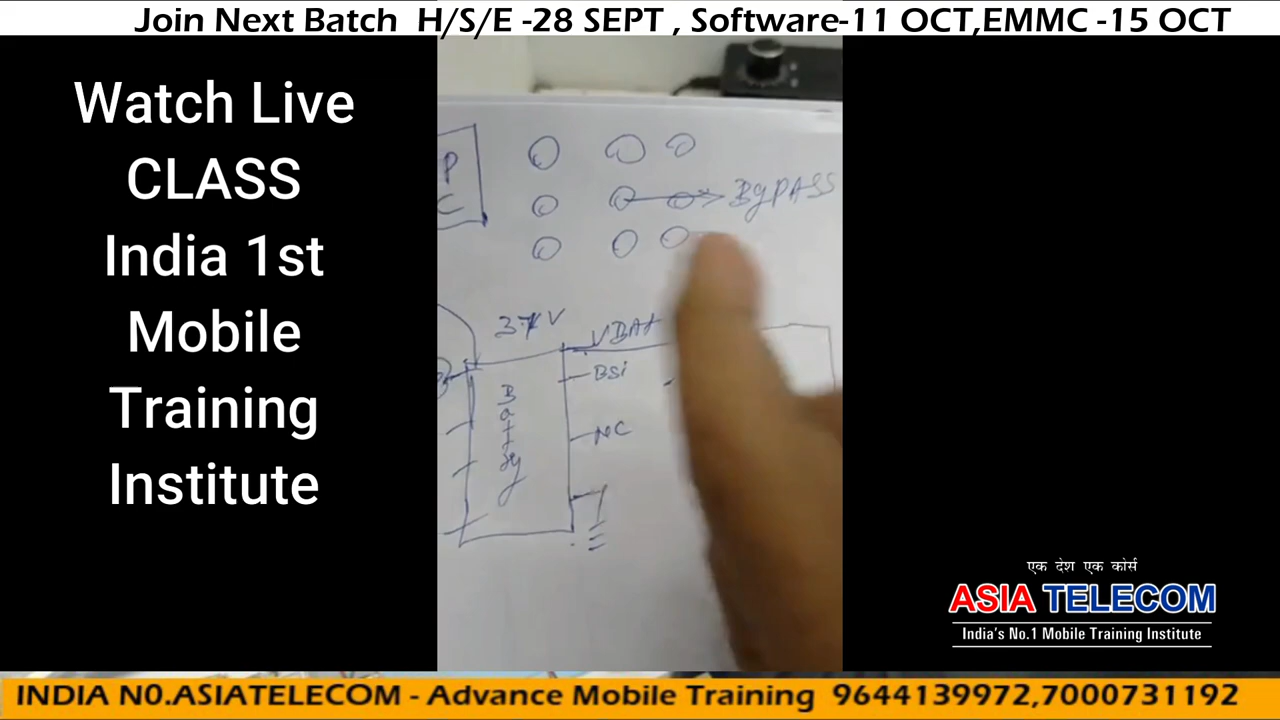 Join Next Batch H/S/E -28 SEPT , Software-11 OCT,EMMC -15 OCT
Watch Live
CLASS
India 1st
Mobile
Training
Institute
P
C
BYPASS
VBAT
BSi
NC
Battry
एक देश एक कोर्स
ASIA TELECOM
India's No.1 Mobile Training Institute
INDIA N0.ASIATELECOM - Advance Mobile Training 9644139972,7000731192